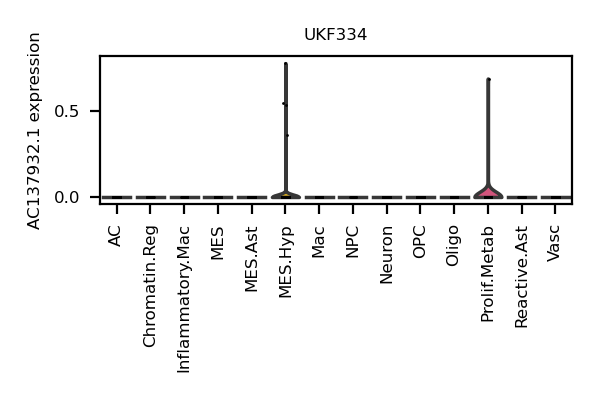 UKF334
AC137932.1 expression
0.5
0.0
AC
Chromatin.Reg
Inflammatory.Mac
MES
MES.Ast
MES.Hyp
Mac
NPC
Neuron
OPC
Oligo
Prolif.Metab
Reactive.Ast
Vasc